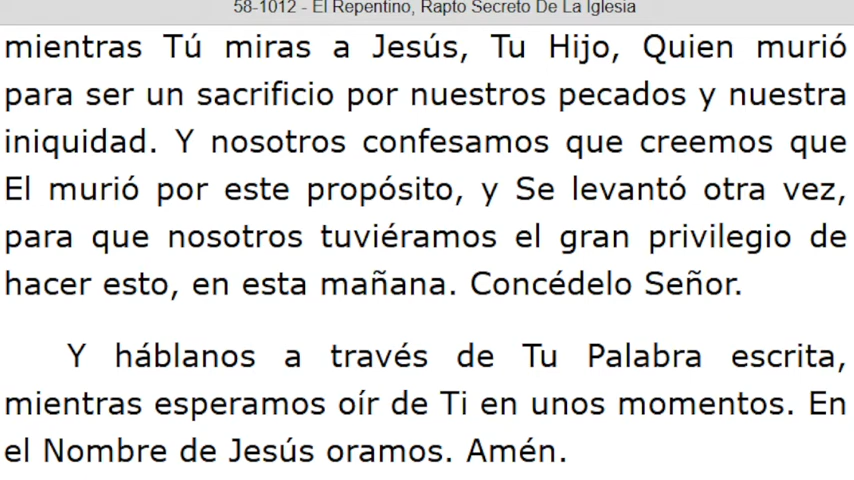 58-1012 - El Repentino, Rapto Secreto De La Iglesia
mientras Tú miras a Jesús, Tu Hijo, Quien murió
para ser un sacrificio por nuestros pecados y nuestra
iniquidad. Y nosotros confesamos que creemos que
El murió por este propósito, y Se levantó otra vez,
para que nosotros tuviéramos el gran privilegio de
hacer esto, en esta mañana. Concédelo Señor.
Y háblanos a través de Tu Palabra escrita,
mientras esperamos oír de Ti en unos momentos. En
el Nombre de Jesús oramos. Amén.